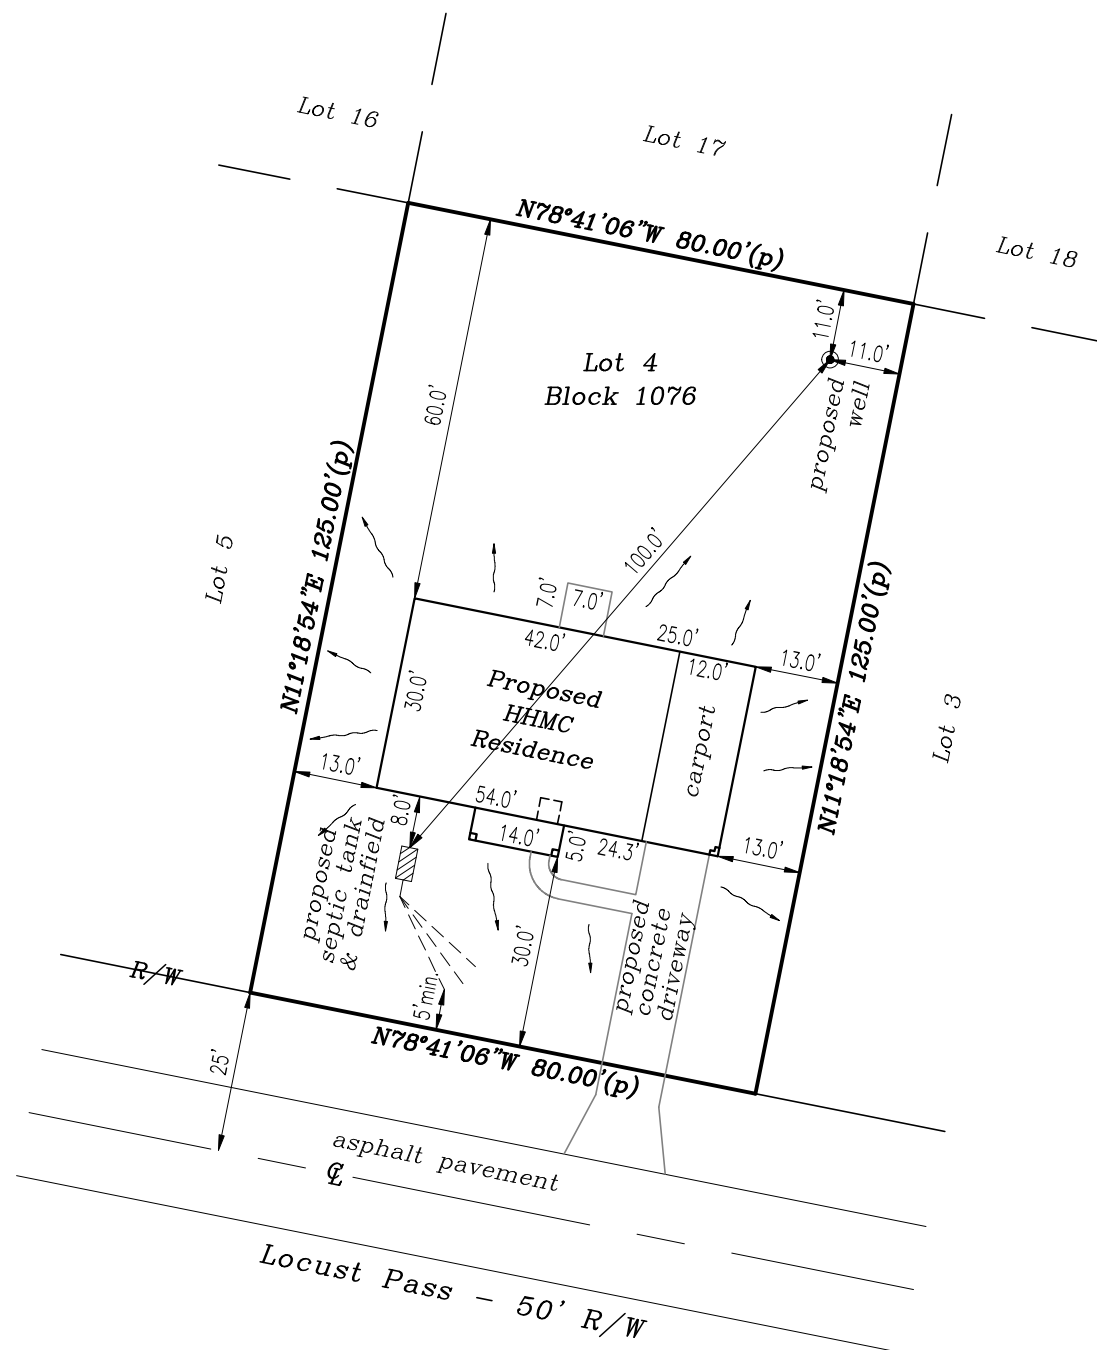 Lot 16
Lot 17
Lot 18
N78°41'06"W 80.00'(p)
11.0'
11.0'
proposed
well
Lot 4
Block 1076
60.0'
N11°18'54"E 125.00'(p)
Lot 5
100.0'
7.0'
7.0'
42.0'
25.0'
12.0'
13.0'
N11°18'54"E 125.00'(p)
Lot 3
30.0'
Proposed
HHMC
Residence
carport
13.0'
54.0'
8.0'
14.0'
5.0'
24.3'
13.0'
proposed
septic tank
& drainfield
30.0'
proposed
concrete
driveway
5'min.
R/W
N78°41'06"W 80.00'(p)
25'
asphalt pavement
℄
Locust Pass - 50' R/W